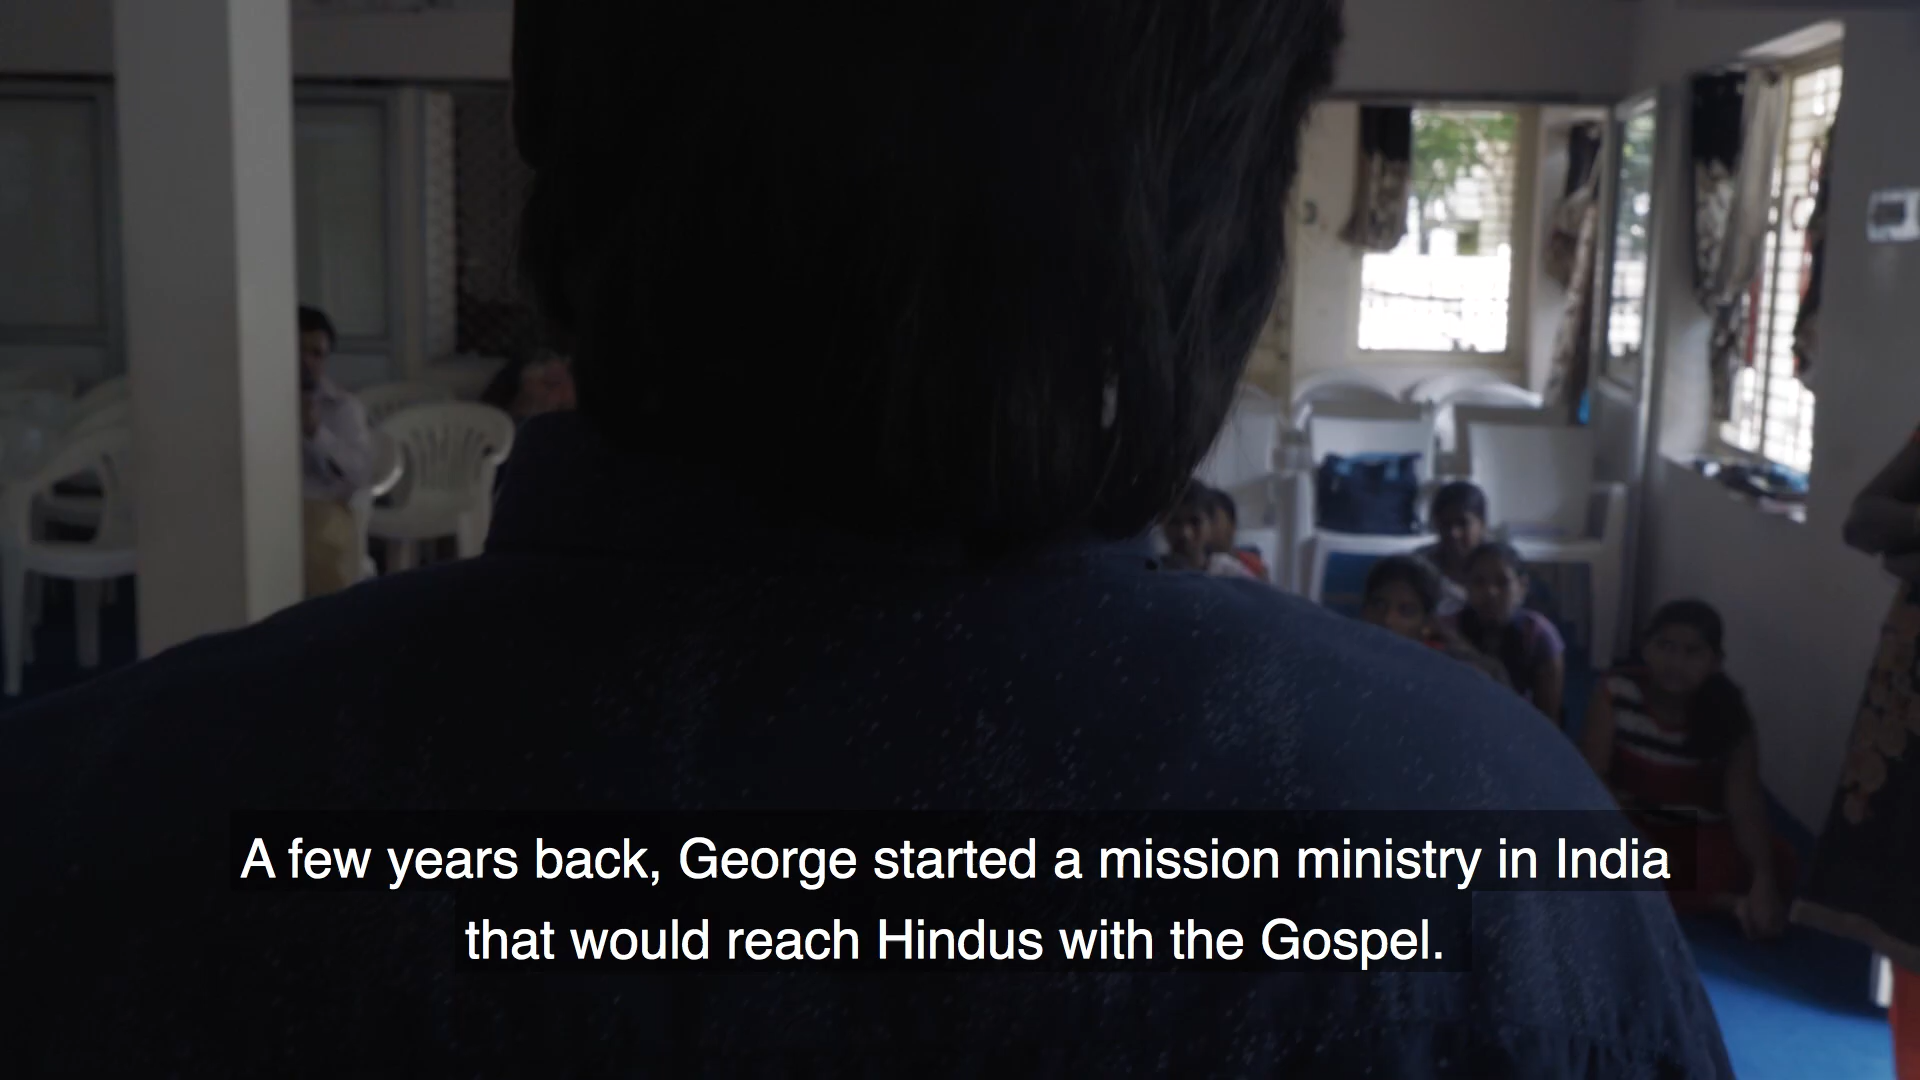 A few years back, George started a mission ministry in India
that would reach Hindus with the Gospel.